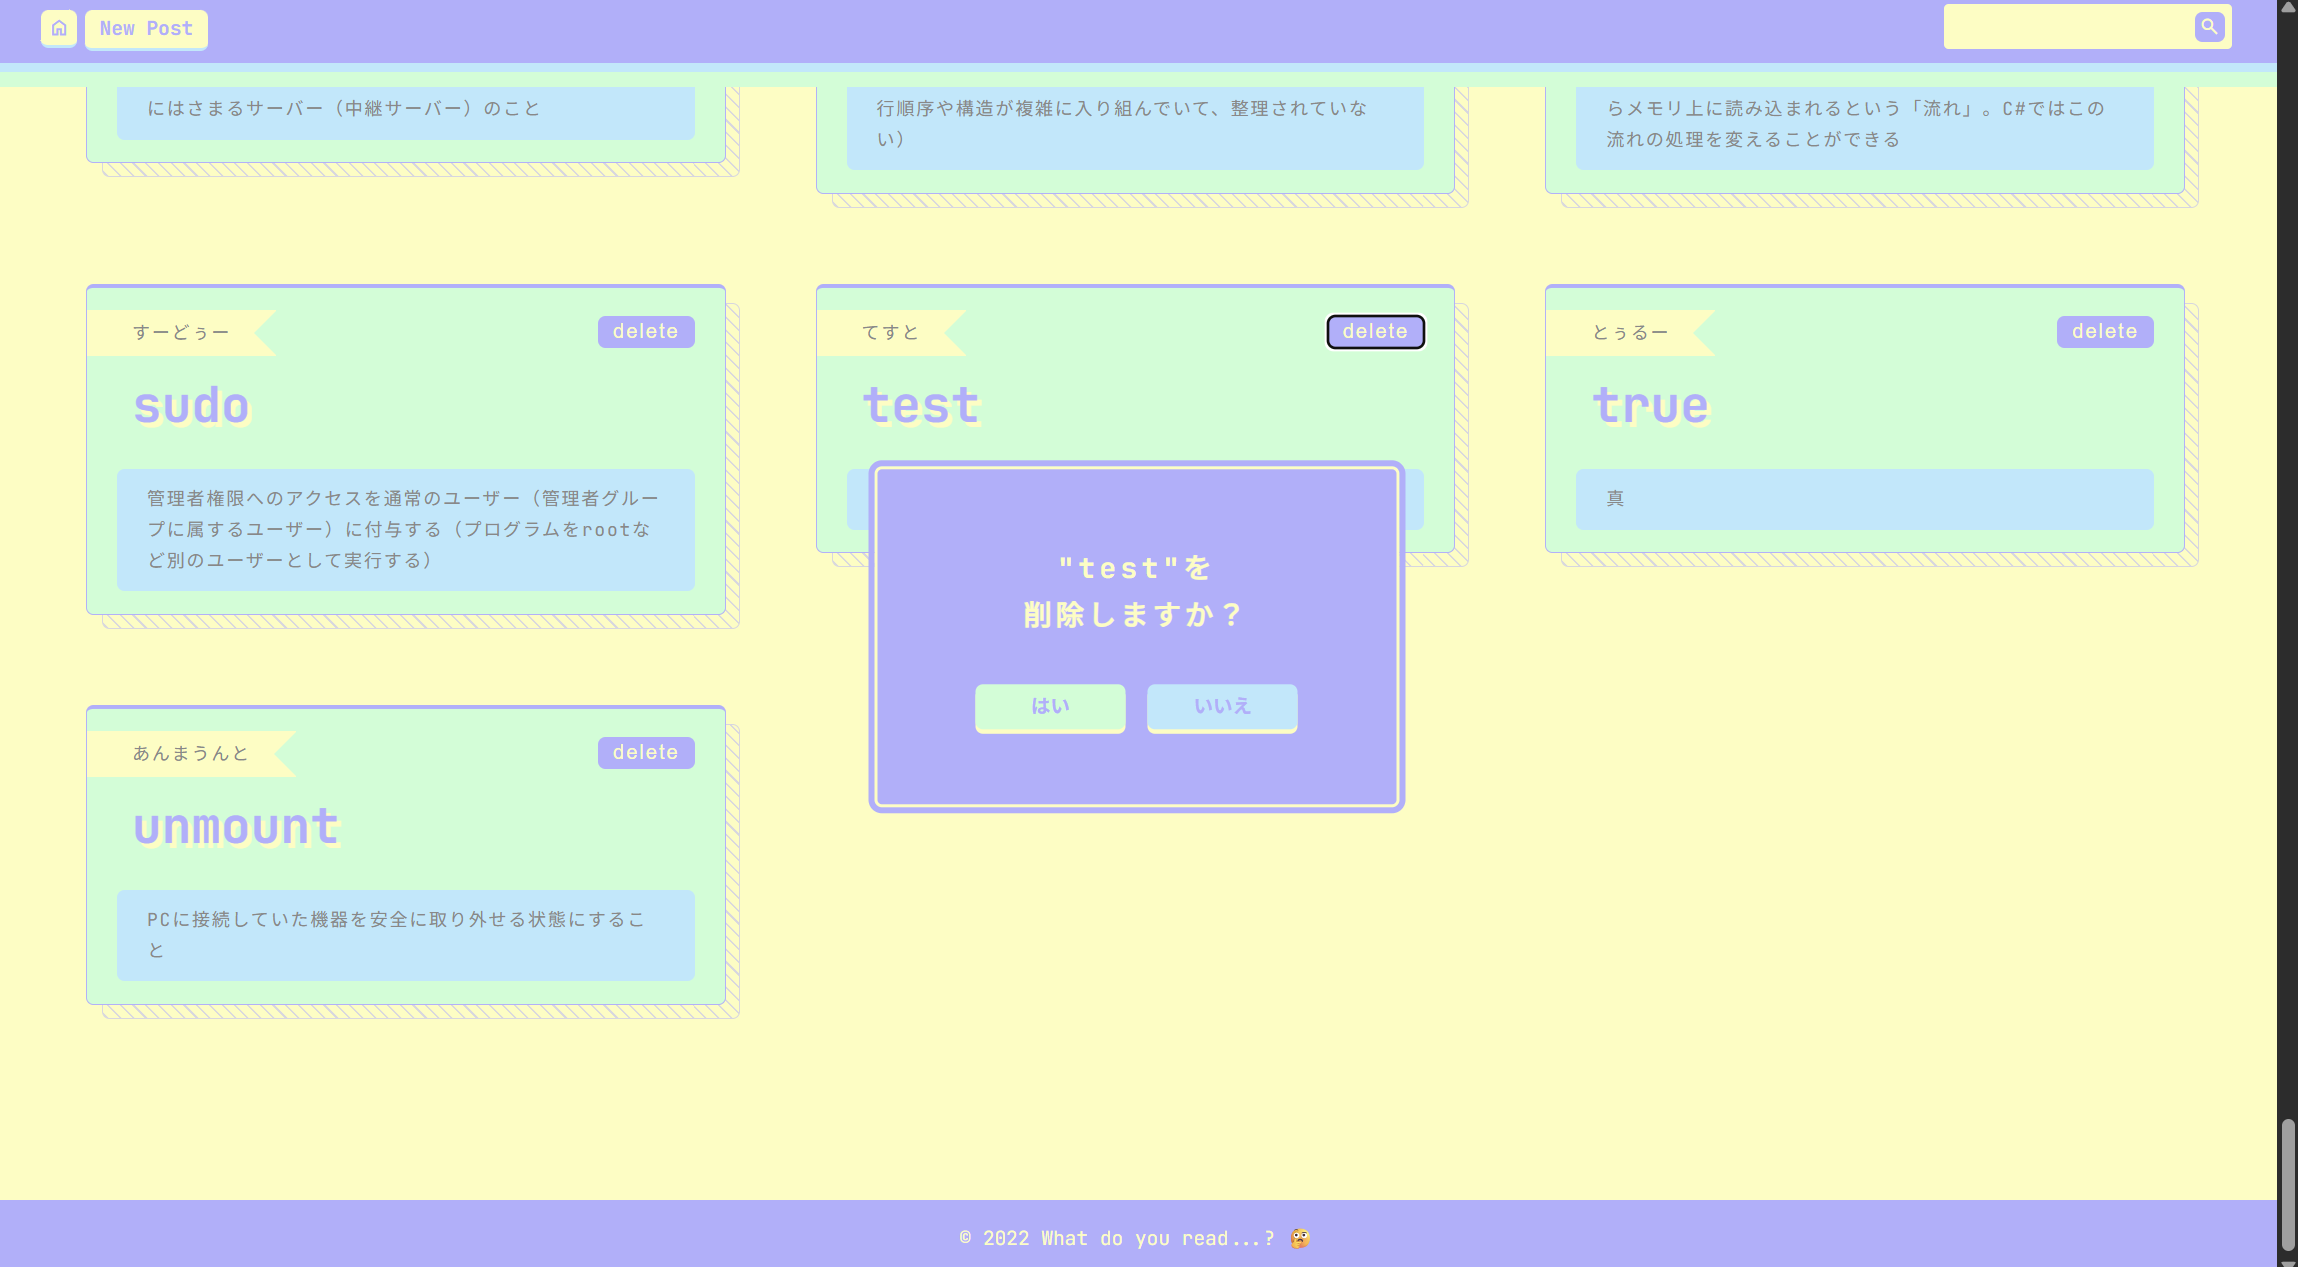 New Post
にはさまるサーバー（中継サーバー）のこと
行順序や構造が複雑に入り組んでいて、整理されていな
い）
らメモリ上に読み込まれるという「流れ」。C#ではこの
流れの処理を変えることができる
すーどぅー
delete
sudo
管理者権限へのアクセスを通常のユーザー（管理者グルー
プに属するユーザー）に付与する（プログラムをrootな
ど別のユーザーとして実行する）
てすと
delete
test
とぅるー
delete
true
真
"test"を
削除しますか？
はい
いいえ
あんまうんと
delete
unmount
PCに接続していた機器を安全に取り外せる状態にするこ
と
© 2022 What do you read...? 🤔